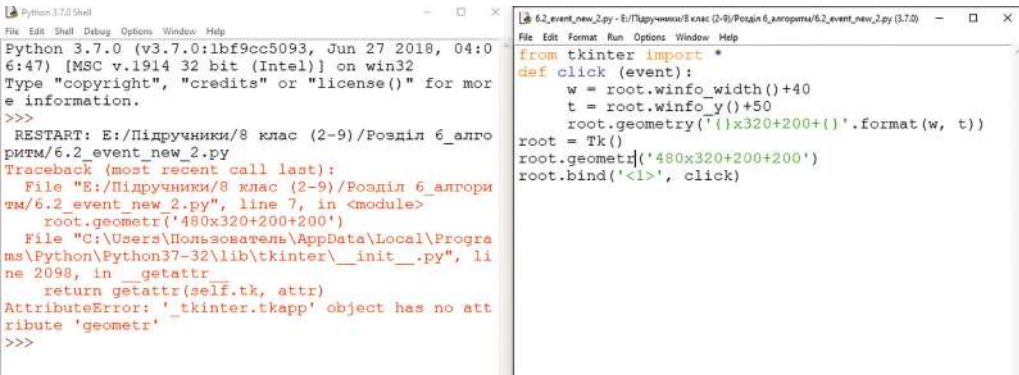 Python 3.7.0 Shell
File Edit Shell Debug Options Window Help
Python 3.7.0 (v3.7.0:1bf9cc5093, Jun 27 2018, 04:0
6:47) [MSC v.1914 32 bit (Intel)] on win32
Type "copyright", "credits" or "license()" for mor
e information.
>>>
RESTART: E:/Підручники/8 клас (2-9)/Розділ 6_алго
ритм/6.2_event_new_2.py
Traceback (most recent call last):
File "E:/Підручники/8 клас (2-9)/Розділ 6_алгори
тм/6.2_event_new_2.py", line 7, in <module>
root.geometr('480x320+200+200')
File "C:\Users\Пользователь\AppData\Local\Progra
ms\Python\Python37-32\lib\tkinter\__init__.py", li
ne 2098, in __getattr__
return getattr(self.tk, attr)
AttributeError: '_tkinter.tkapp' object has no att
ribute 'geometr'
>>>
6.2_event_new_2.py - E:/Підручники/8 клас (2-9)/Розділ 6_алгоритм/6.2_event_new_2.py (3.7.0)
File Edit Format Run Options Window Help
from tkinter import *
def click (event):
w = root.winfo_width()+40
t = root.winfo_y()+50
root.geometry('{}x320+200+{}'.format(w, t))
root = Tk()
root.geometr('480x320+200+200')
root.bind('<1>', click)